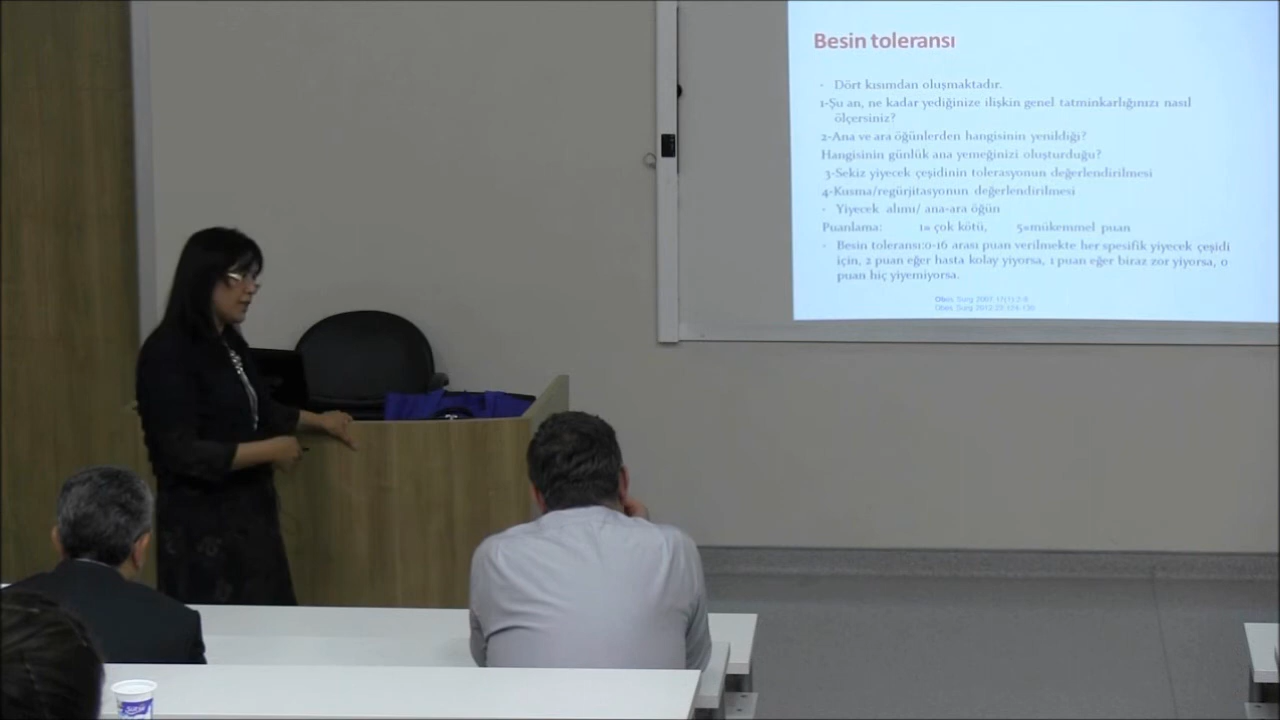 Besin toleransı
· Dört kısımdan oluşmaktadır.
1-Şu an, ne kadar yediğinize ilişkin genel tatminkarlığınızı nasıl
ölçersiniz?
2-Ana ve ara öğünlerden hangisinin yenildiği?
Hangisinin günlük ana yemeğinizi oluşturduğu?
3-Sekiz yiyecek çeşidinin tolerasyonun değerlendirilmesi
4-Kusma/regürjitasyonun değerlendirilmesi
· Yiyecek alımı/ ana-ara öğün
Puanlama: 1= çok kötü, 5=mükemmel puan
· Besin toleransı:0-16 arası puan verilmekte her spesifik yiyecek çeşidi
için, 2 puan eğer hasta kolay yiyorsa, 1 puan eğer biraz zor yiyorsa, 0
puan hiç yiyemiyorsa.
Obes Surg
Obes Surg